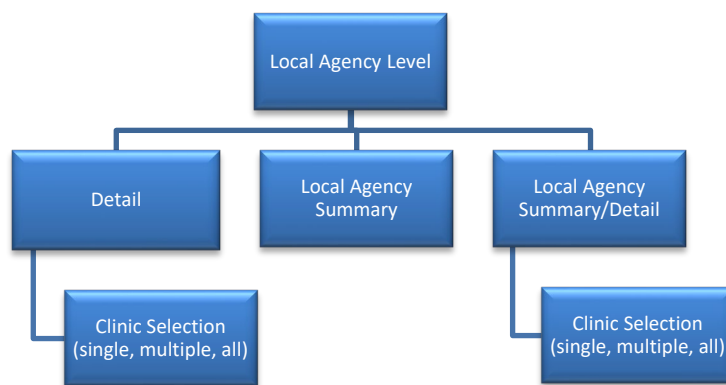 Local Agency Level
Detail
Local Agency
Summary
Local Agency
Summary/Detail
Clinic Selection
(single, multiple, all)
Clinic Selection
(single, multiple, all)